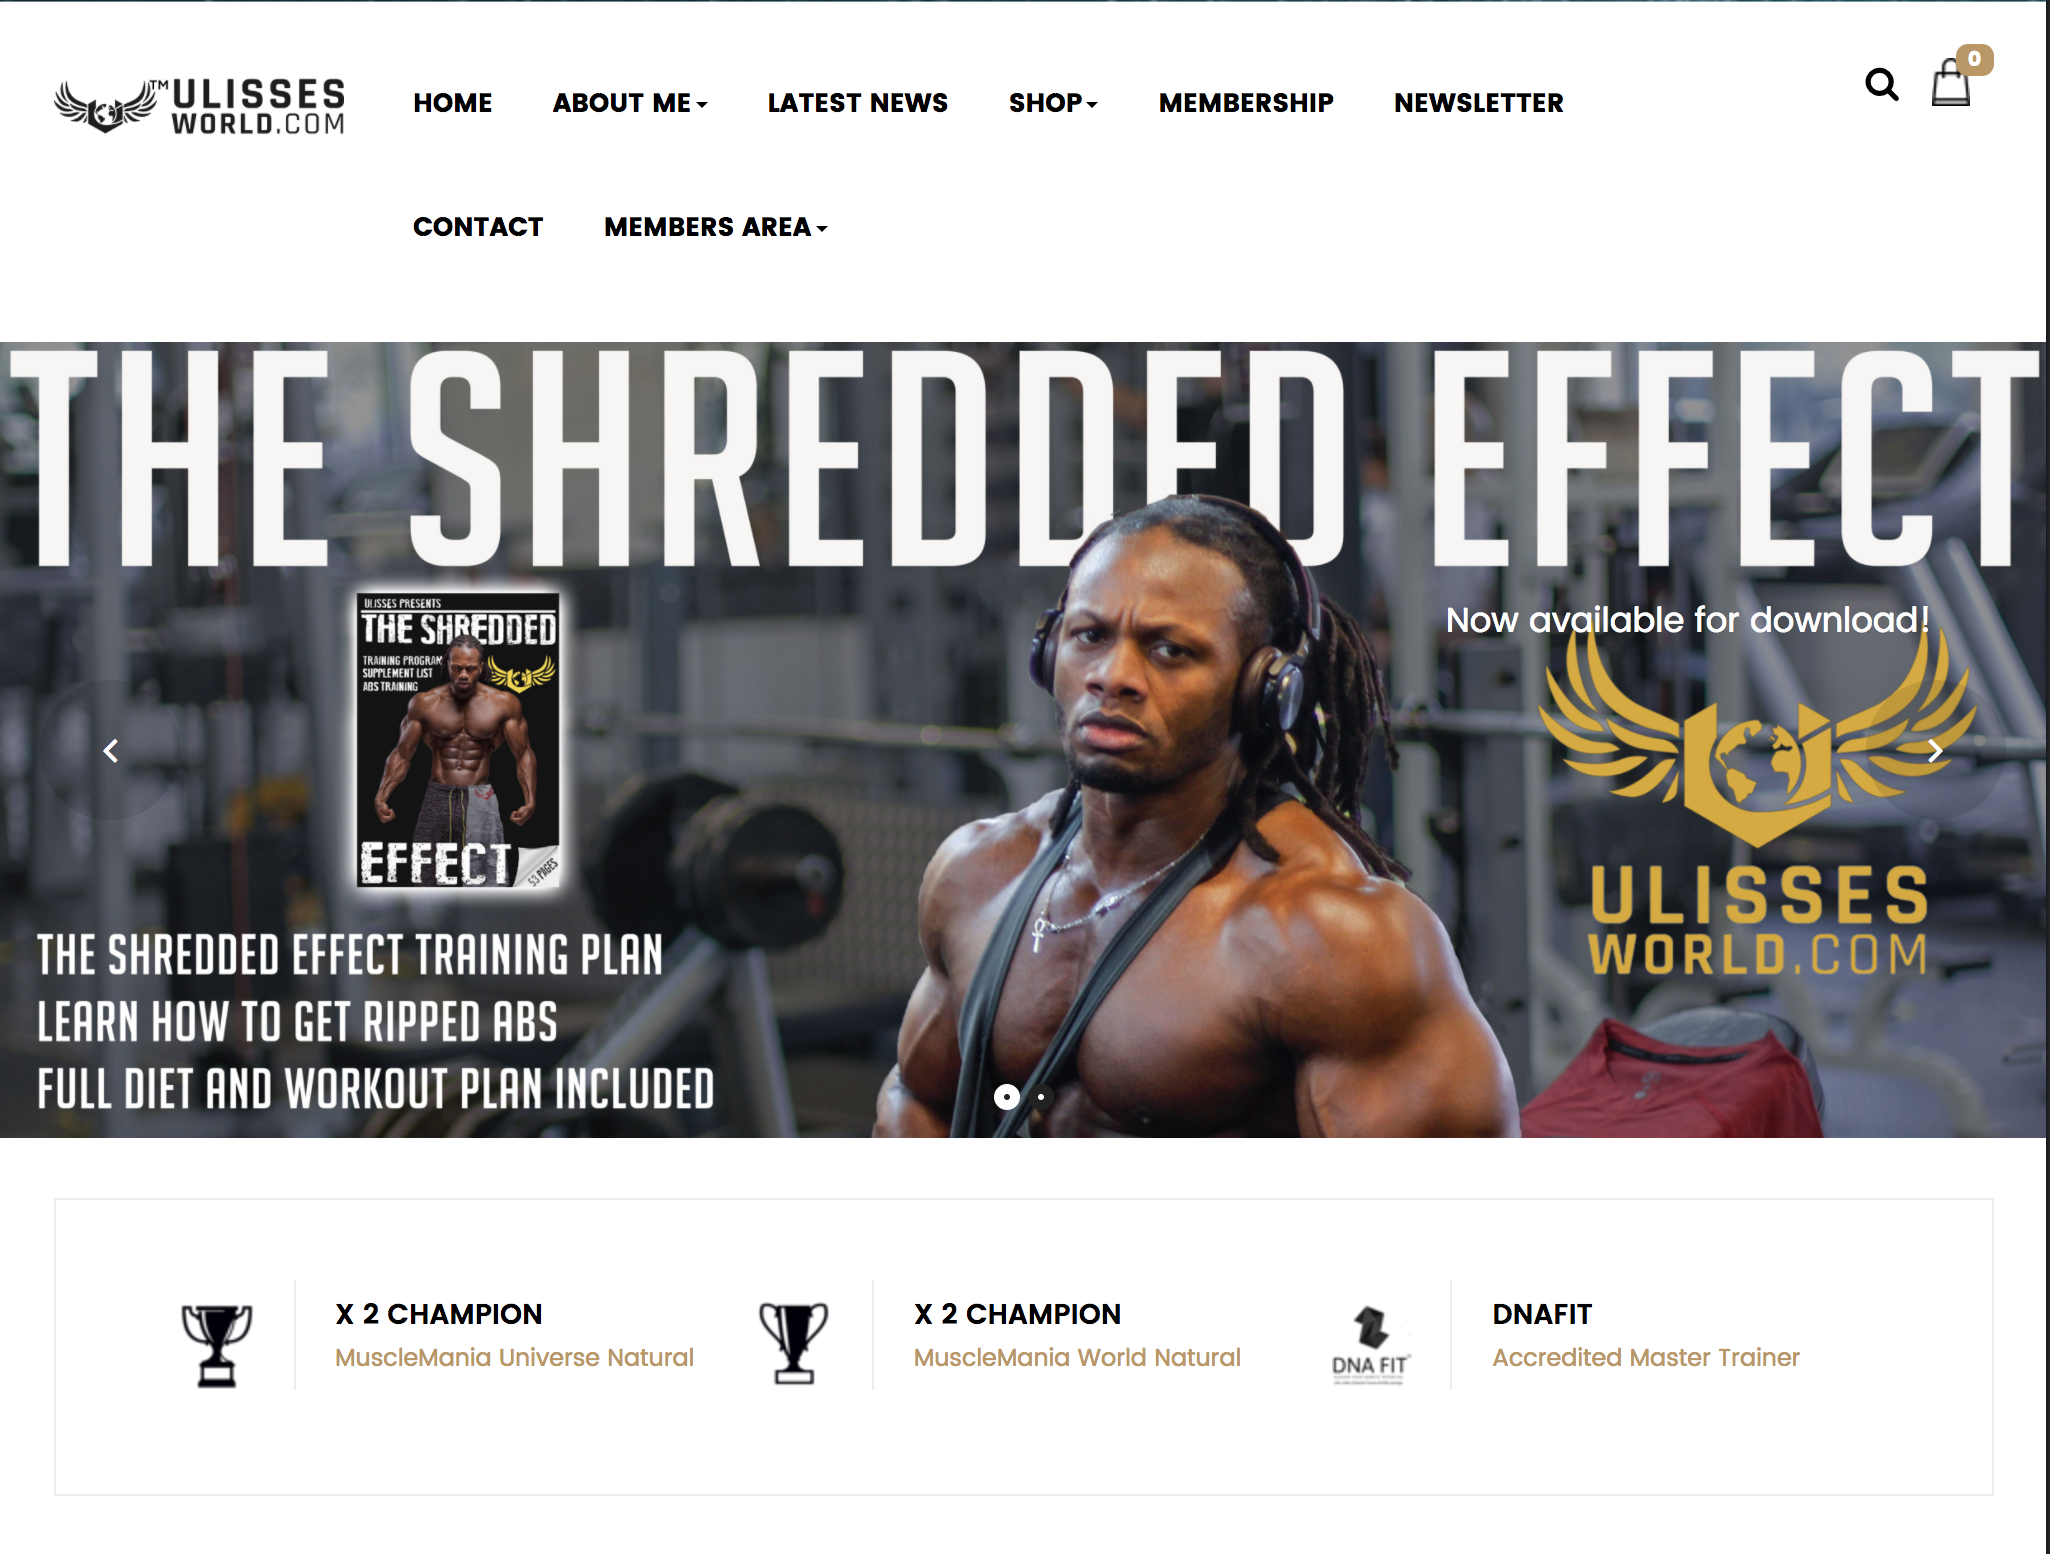 ™ULISSES
WORLD.COM
HOME
ABOUT ME
LATEST NEWS
SHOP
MEMBERSHIP
NEWSLETTER
0
CONTACT
MEMBERS AREA
THE SHREDDED EFFECT
Now available for download!
ULISSES PRESENTS
THE SHREDDED
TRAINING PROGRAM
SUPPLEMENT LIST
ABS TRAINING
EFFECT
53 PAGES
ULISSES
WORLD.COM
THE SHREDDED EFFECT TRAINING PLAN
LEARN HOW TO GET RIPPED ABS
FULL DIET AND WORKOUT PLAN INCLUDED
X 2 CHAMPION
MuscleMania Universe Natural
X 2 CHAMPION
MuscleMania World Natural
DNA FIT
DNAFIT
Accredited Master Trainer